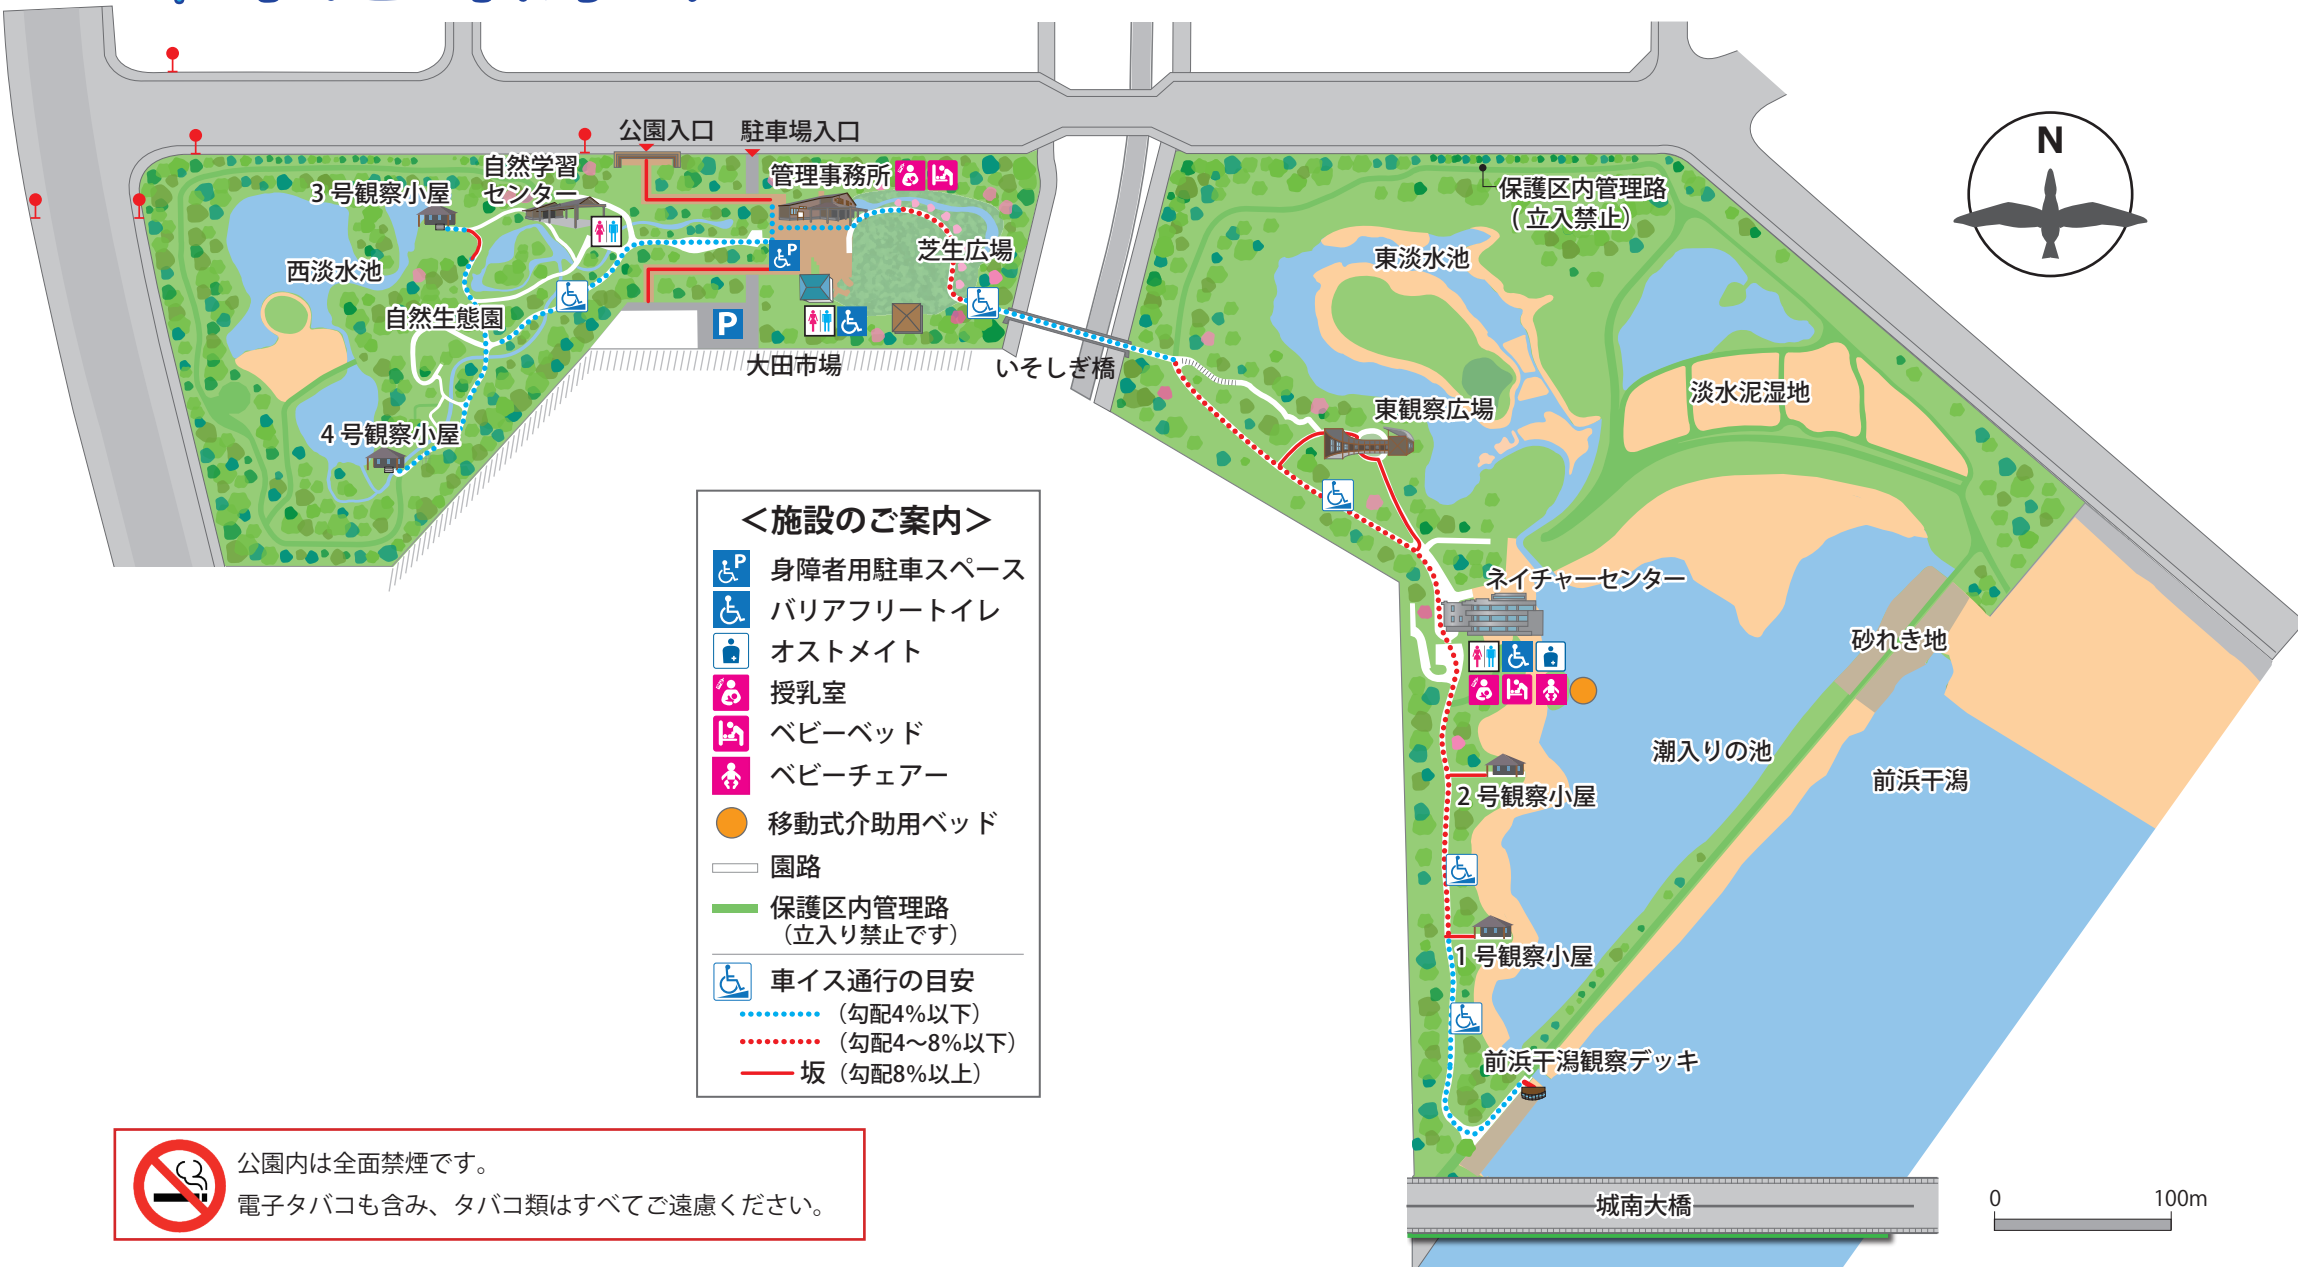 公園入口
駐車場入口
自然学習
センター
管理事務所
3 号観察小屋
西淡水池
芝生広場
自然生態園
4 号観察小屋
P
P
大田市場
いそしぎ橋
保護区内管理路
（立入禁止）
東淡水池
東観察広場
淡水泥湿地
N
ネイチャーセンター
砂れき地
潮入りの池
前浜干潟
2 号観察小屋
1 号観察小屋
前浜干潟観察デッキ
城南大橋
0 100m
＜施設のご案内＞
P
身障者用駐車スペース
バリアフリートイレ
オストメイト
授乳室
ベビーベッド
ベビーチェアー
移動式介助用ベッド
園路
保護区内管理路
（立入り禁止です）
車イス通行の目安
（勾配4%以下）
（勾配4〜8%以下）
坂（勾配8%以上）
公園内は全面禁煙です。
電子タバコも含み、タバコ類はすべてご遠慮ください。